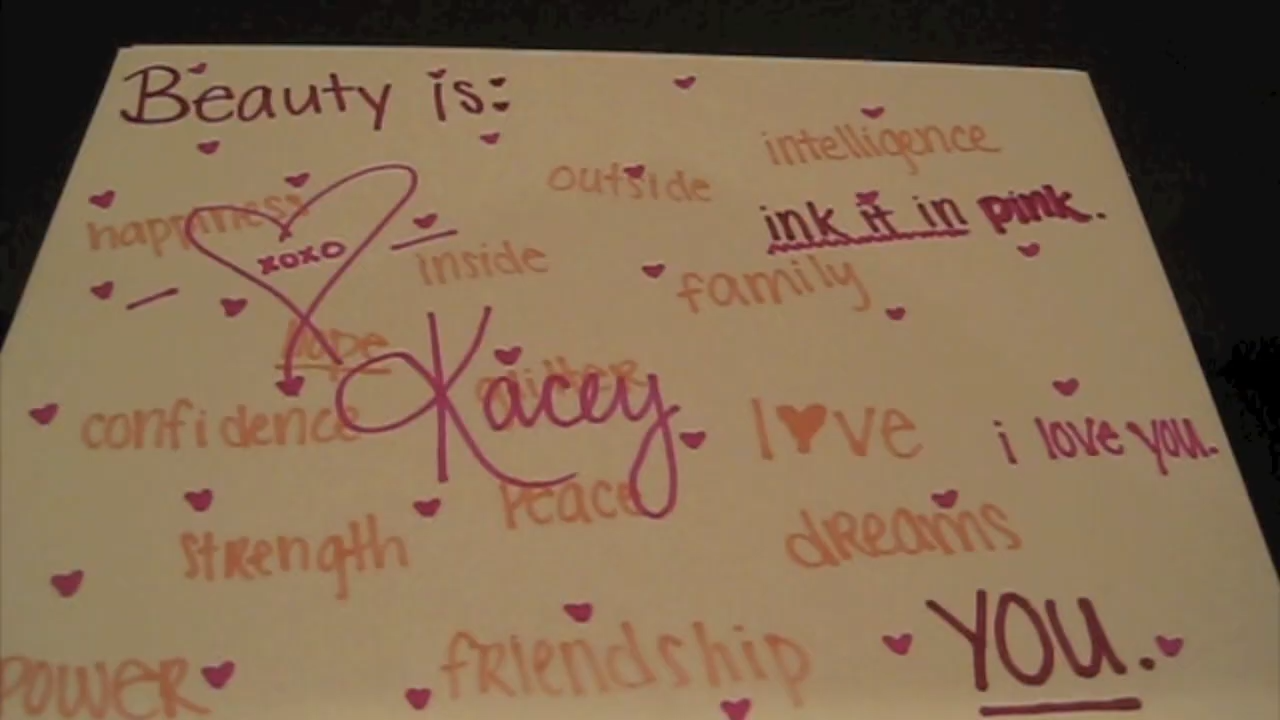 Beauty is:
intelligence
outside
happiness
ink it in pink.
xoxo
inside
family
hope
glitter
Kacey
confidence
love
i love you.
Peace
strength
dreams
YOU.
friendship
Power